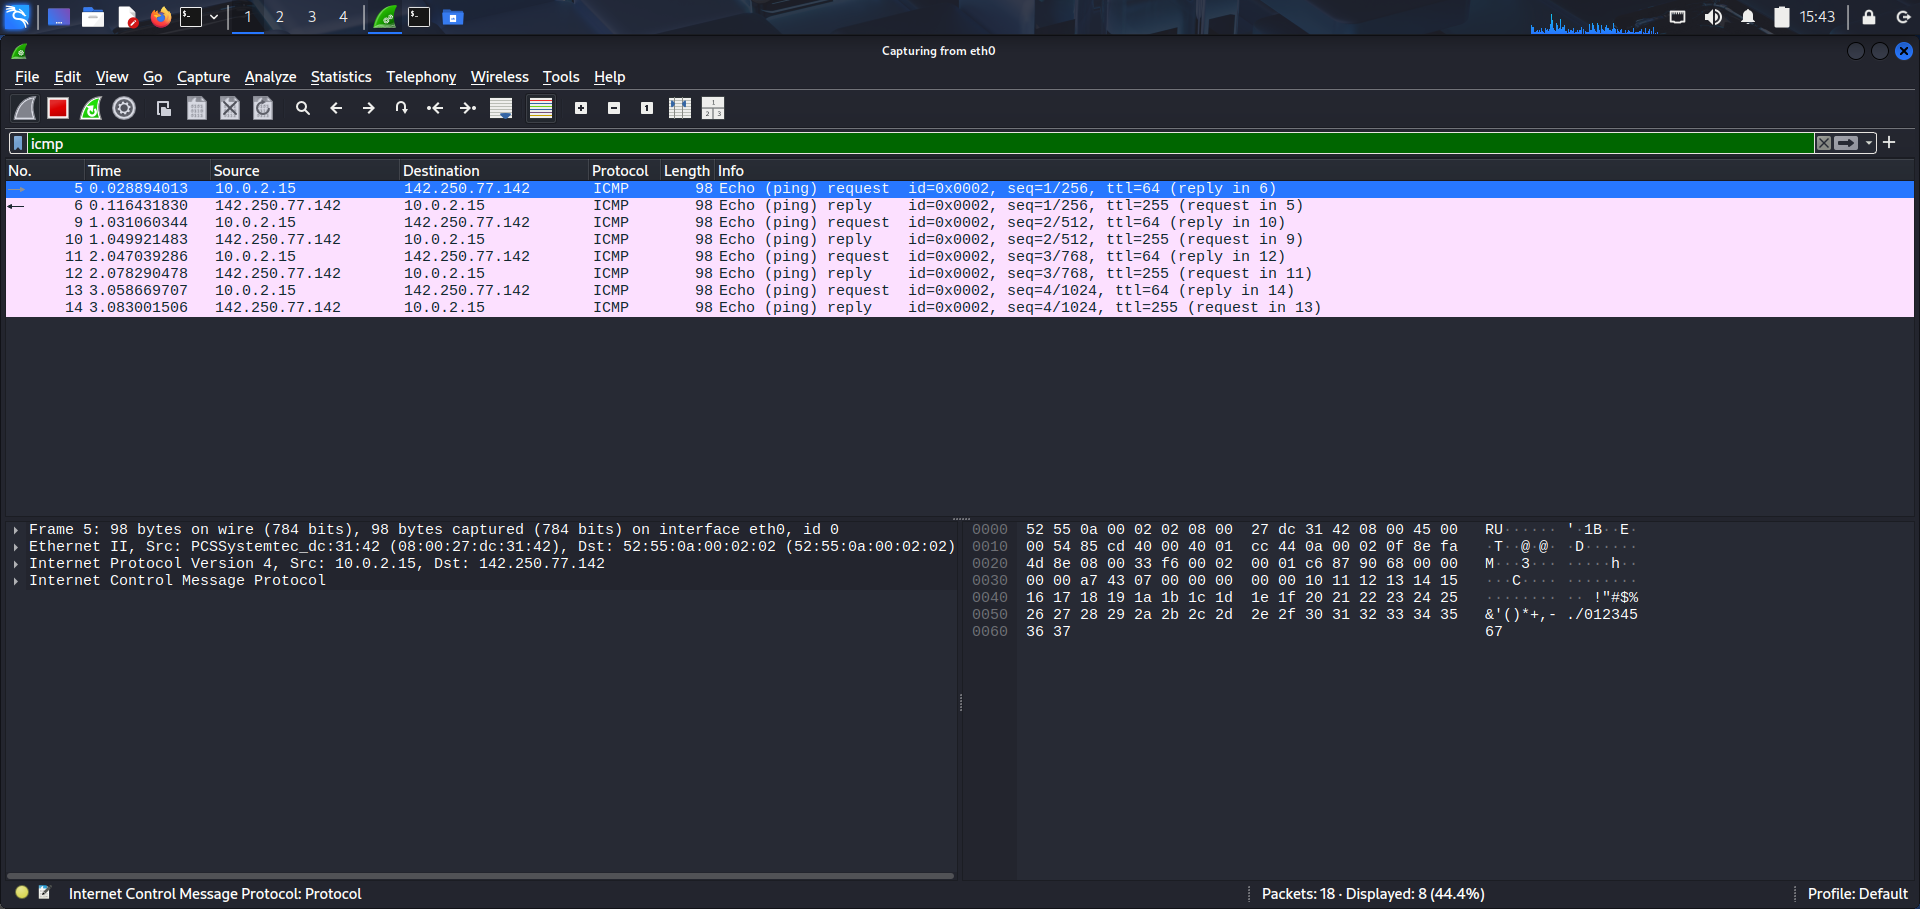 1 2 3 4 15:43
Capturing from eth0
File Edit View Go Capture Analyze Statistics Telephony Wireless Tools Help
icmp
No. Time Source Destination Protocol Length Info
5 0.028894013 10.0.2.15 142.250.77.142 ICMP 98 Echo (ping) request id=0x0002, seq=1/256, ttl=64 (reply in 6)
6 0.116431830 142.250.77.142 10.0.2.15 ICMP 98 Echo (ping) reply id=0x0002, seq=1/256, ttl=255 (request in 5)
9 1.031060344 10.0.2.15 142.250.77.142 ICMP 98 Echo (ping) request id=0x0002, seq=2/512, ttl=64 (reply in 10)
10 1.049921483 142.250.77.142 10.0.2.15 ICMP 98 Echo (ping) reply id=0x0002, seq=2/512, ttl=255 (request in 9)
11 2.047039286 10.0.2.15 142.250.77.142 ICMP 98 Echo (ping) request id=0x0002, seq=3/768, ttl=64 (reply in 12)
12 2.078290478 142.250.77.142 10.0.2.15 ICMP 98 Echo (ping) reply id=0x0002, seq=3/768, ttl=255 (request in 11)
13 3.058669707 10.0.2.15 142.250.77.142 ICMP 98 Echo (ping) request id=0x0002, seq=4/1024, ttl=64 (reply in 14)
14 3.083001506 142.250.77.142 10.0.2.15 ICMP 98 Echo (ping) reply id=0x0002, seq=4/1024, ttl=255 (request in 13)
Frame 5: 98 bytes on wire (784 bits), 98 bytes captured (784 bits) on interface eth0, id 0
Ethernet II, Src: PCSSystemtec_dc:31:42 (08:00:27:dc:31:42), Dst: 52:55:0a:00:02:02 (52:55:0a:00:02:02)
Internet Protocol Version 4, Src: 10.0.2.15, Dst: 142.250.77.142
Internet Control Message Protocol
0000 52 55 0a 00 02 02 08 00 27 dc 31 42 08 00 45 00 RU······ '·1B··E·
0010 00 54 85 cd 40 00 40 01 cc 44 0a 00 02 0f 8e fa ·T··@·@· ·D······
0020 4d 8e 08 00 33 f6 00 02 00 01 c6 87 90 68 00 00 M···3··· ·····h··
0030 00 00 a7 43 07 00 00 00 00 00 10 11 12 13 14 15 ···C···· ········
0040 16 17 18 19 1a 1b 1c 1d 1e 1f 20 21 22 23 24 25 ········ ·· !"#$%
0050 26 27 28 29 2a 2b 2c 2d 2e 2f 30 31 32 33 34 35 &'()*+,- ./012345
0060 36 37 67
Internet Control Message Protocol: Protocol Packets: 18 · Displayed: 8 (44.4%) Profile: Default